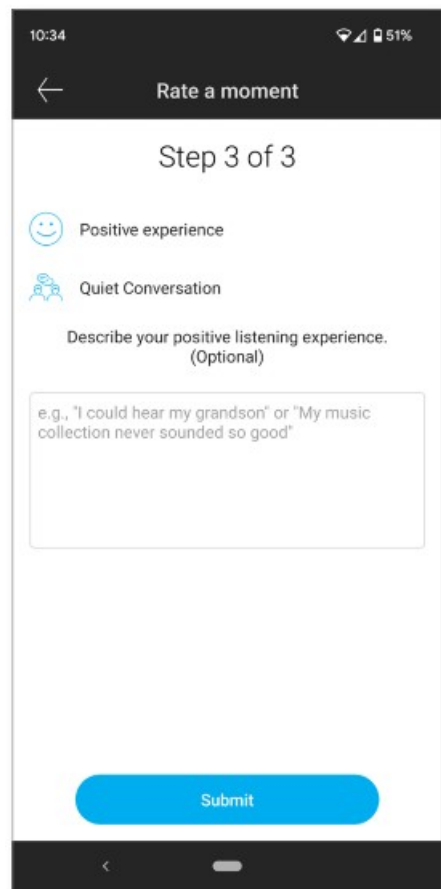 10:34 51%
Rate a moment
Step 3 of 3
Positive experience
Quiet Conversation
Describe your positive listening experience.
(Optional)
e.g., "I could hear my grandson" or "My music
collection never sounded so good"
Submit